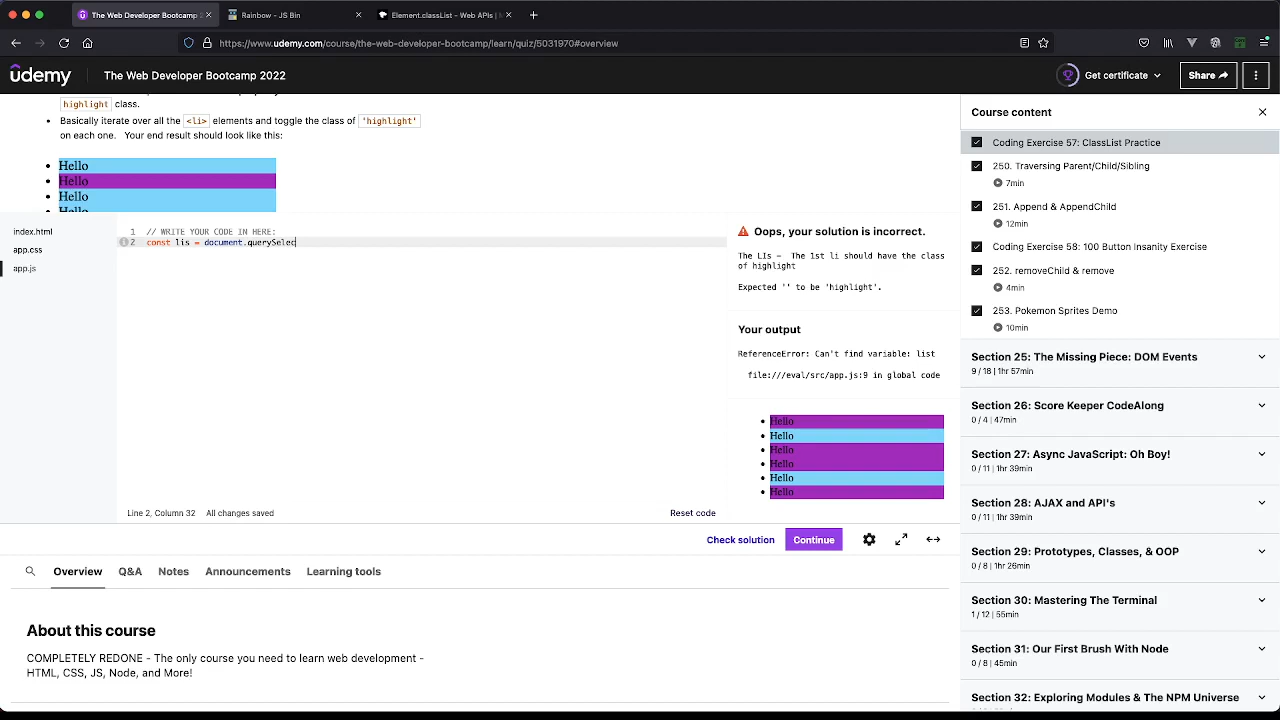 The Web Developer Bootcamp 2
Rainbow – JS Bin
Element.classList - Web APIs | M
https://www.udemy.com/course/the-web-developer-bootcamp/learn/quiz/5031970#overview
udemy
The Web Developer Bootcamp 2022
Get certificate
Share
highlight class.
Basically iterate over all the <li> elements and toggle the class of 'highlight'
on each one. Your end result should look like this:
Hello
Hello
Hello
Hello
index.html
app.css
app.js
1 // WRITE YOUR CODE IN HERE:
2 const lis = document.querySelec
Line 2, Column 32 All changes saved
Reset code
Oops, your solution is incorrect.
The LIs - The 1st li should have the class
of highlight
Expected '' to be 'highlight'.
Your output
ReferenceError: Can't find variable: list
file:///eval/src/app.js:9 in global code
Hello
Hello
Hello
Hello
Hello
Hello
Check solution
Continue
Overview
Q&A
Notes
Announcements
Learning tools
About this course
COMPLETELY REDONE - The only course you need to learn web development -
HTML, CSS, JS, Node, and More!
Course content
Coding Exercise 57: ClassList Practice
250. Traversing Parent/Child/Sibling
7min
251. Append & AppendChild
12min
Coding Exercise 58: 100 Button Insanity Exercise
252. removeChild & remove
4min
253. Pokemon Sprites Demo
10min
Section 25: The Missing Piece: DOM Events
9 / 18 | 1hr 57min
Section 26: Score Keeper CodeAlong
0 / 4 | 47min
Section 27: Async JavaScript: Oh Boy!
0 / 11 | 1hr 39min
Section 28: AJAX and API's
0 / 11 | 1hr 39min
Section 29: Prototypes, Classes, & OOP
0 / 8 | 1hr 26min
Section 30: Mastering The Terminal
1 / 12 | 55min
Section 31: Our First Brush With Node
0 / 8 | 45min
Section 32: Exploring Modules & The NPM Universe